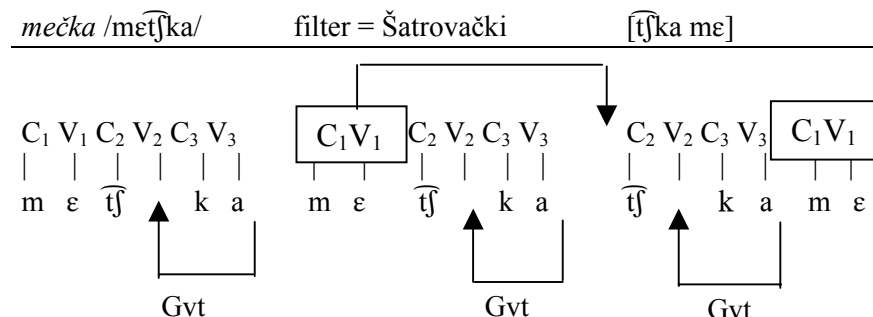 mečka /mɛt͡ʃka/ filter = Šatrovački [t͡ʃka mɛ]
C₁ V₁ C₂ V₂ C₃ V₃ C₁V₁ C₂ V₂ C₃ V₃ C₂ V₂ C₃ V₃ C₁V₁
m ɛ t͡ʃ k a m ɛ t͡ʃ k a t͡ʃ k a m ɛ
Gvt Gvt Gvt